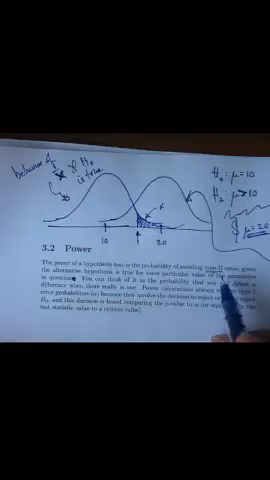 behavior of x̄ if H₀
is true
H₀ : μ = 10
Hₐ : μ > 10
μ = 20
α
10 20
3.2 Power
The power of a hypothesis test is the probability of avoiding type II error, given
the alternative hypothesis is true for some particular value of the parameter
in question. You can think of it as the probability that you detect a
difference when there really is one. Power calculations always type I
error probabilities (α) because they involve the decision to reject or reject
H₀, and this decision is based comparing the p-value to α (or the
test statistic value to a critical value).